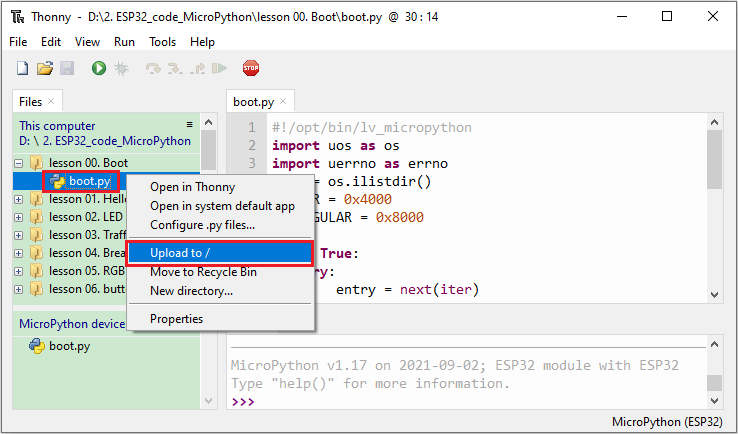 Thonny - D:\2. ESP32_code_MicroPython\lesson 00. Boot\boot.py @ 30 : 14
File Edit View Run Tools Help
STOP
Files
This computer
D: \ 2. ESP32_code_MicroPython
lesson 00. Boot
boot.py
lesson 01. Hello
lesson 02. LED
lesson 03. Traff
lesson 04. Brea
lesson 05. RGB
lesson 06. butt
MicroPython device
boot.py
Open in Thonny
Open in system default app
Configure .py files...
Upload to /
Move to Recycle Bin
New directory...
Properties
boot.py
1 #!/opt/bin/lv_micropython
2 import uos as os
3 import uerrno as errno
= os.ilistdir()
R = 0x4000
GULAR = 0x8000
True:
ry:
entry = next(iter)
MicroPython v1.17 on 2021-09-02; ESP32 module with ESP32
Type "help()" for more information.
>>>
MicroPython (ESP32)